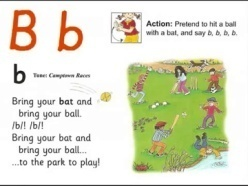 B b
Action: Pretend to hit a ball
with a bat, and say b, b, b, b.
b
Tune: Camptown Races
Bring your bat and
bring your ball.
/b/! /b/!
Bring your bat and
bring your ball...
...to the park to play!